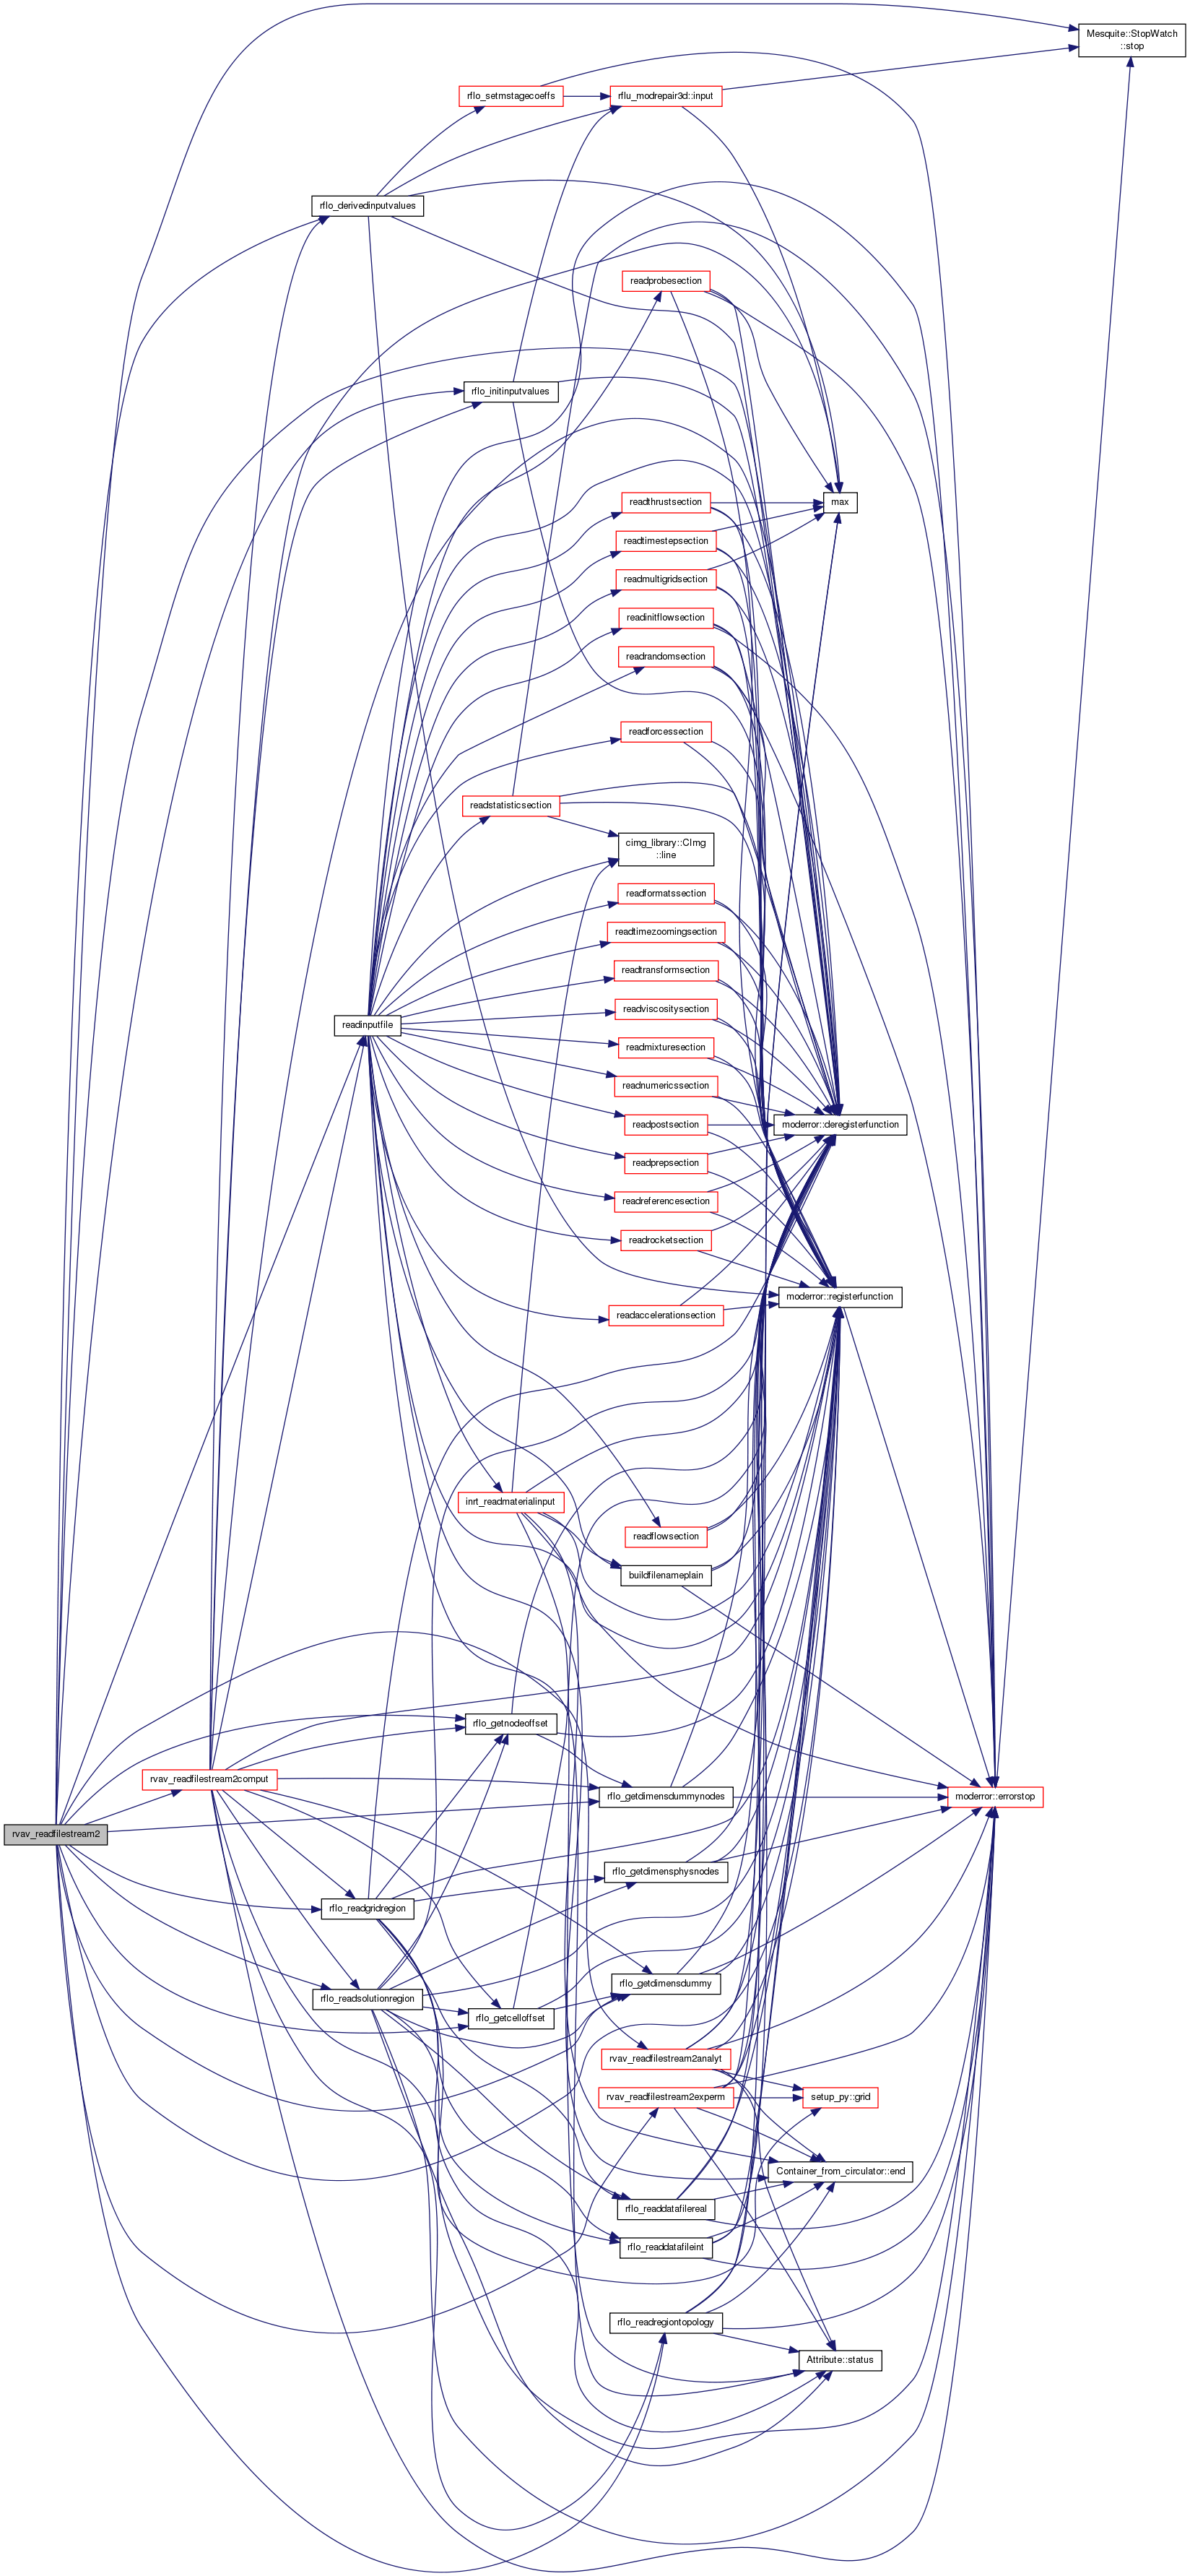 Mesquite::StopWatch
::stop
rflo_setmstagecoeffs
rflu_modrepair3d::input
rflo_derivedinputvalues
readprobesection
rflo_initinputvalues
readthrustsection
max
readtimestepsection
readmultigridsection
readinitflowsection
readrandomsection
readforcessection
readstatisticsection
cimg_library::CImg
::line
readformatssection
readtimezoomingsection
readtransformsection
readviscositysection
readinputfile
readmixturesection
readnumericssection
readpostsection
moderror::deregisterfunction
readprepsection
readreferencesection
readrocketsection
moderror::registerfunction
readaccelerationsection
inrt_readmaterialinput
readflowsection
buildfilenameplain
rflo_getnodeoffset
rvav_readfilestream2comput
rflo_getdimensdummynodes
moderror::errorstop
rvav_readfilestream2
rflo_getdimensphysnodes
rflo_readgridregion
rflo_getdimensdummy
rflo_readsolutionregion
rflo_getcelloffset
rvav_readfilestream2analyt
rvav_readfilestream2experm
setup_py::grid
Container_from_circulator::end
rflo_readdatafilereal
rflo_readdatafileint
rflo_readregiontopology
Attribute::status